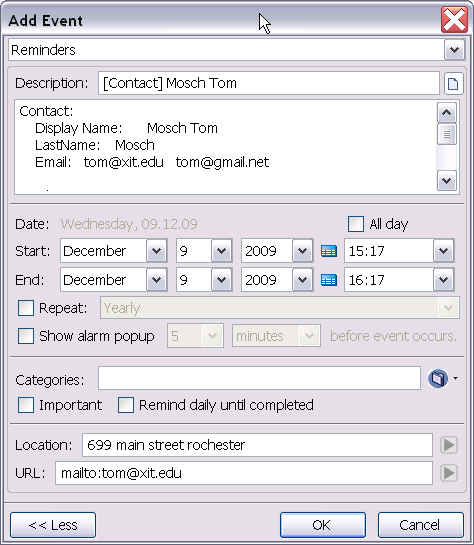 Add Event
Reminders
Description: [Contact] Mosch Tom
Contact:
Display Name: Mosch Tom
LastName: Mosch
Email: tom@xit.edu tom@gmail.net
Date: Wednesday, 09.12.09 All day
Start: December 9 2009 15:17
End: December 9 2009 16:17
Repeat: Yearly
Show alarm popup 5 minutes before event occurs.
Categories:
Important Remind daily until completed
Location: 699 main street rochester
URL: mailto:tom@xit.edu
<< Less OK Cancel